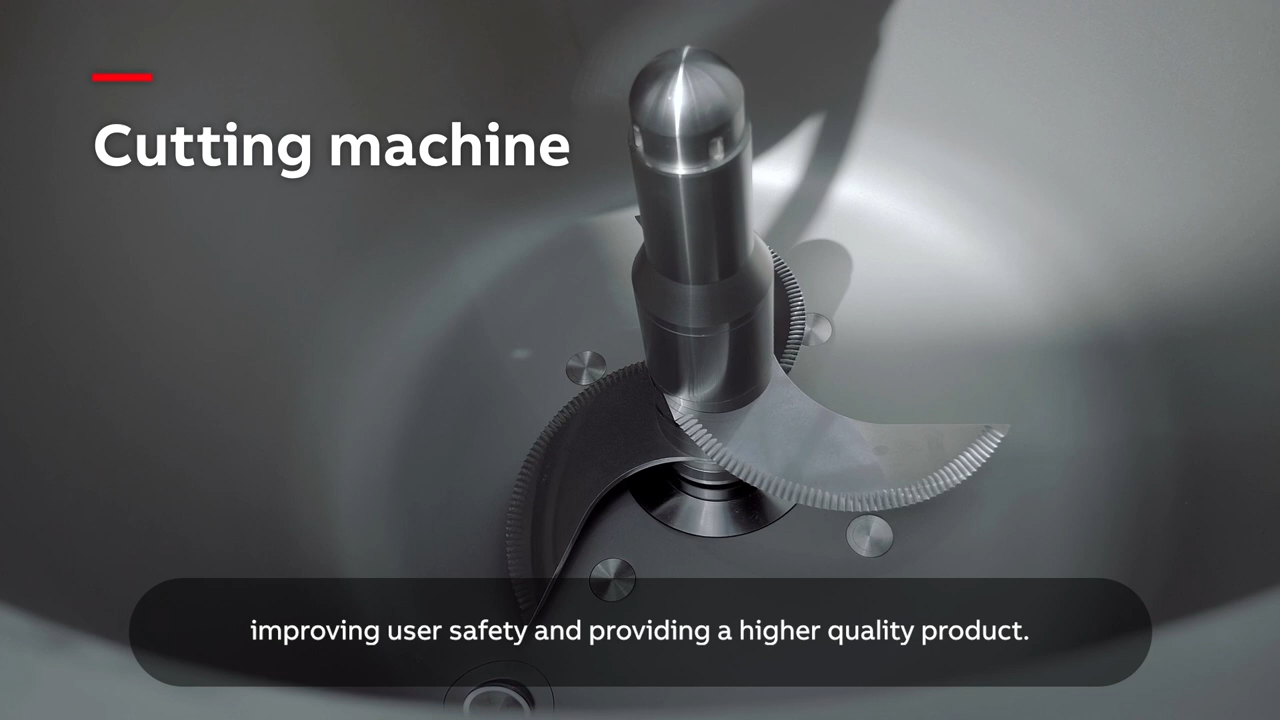 Cutting machine
improving user safety and providing a higher quality product.